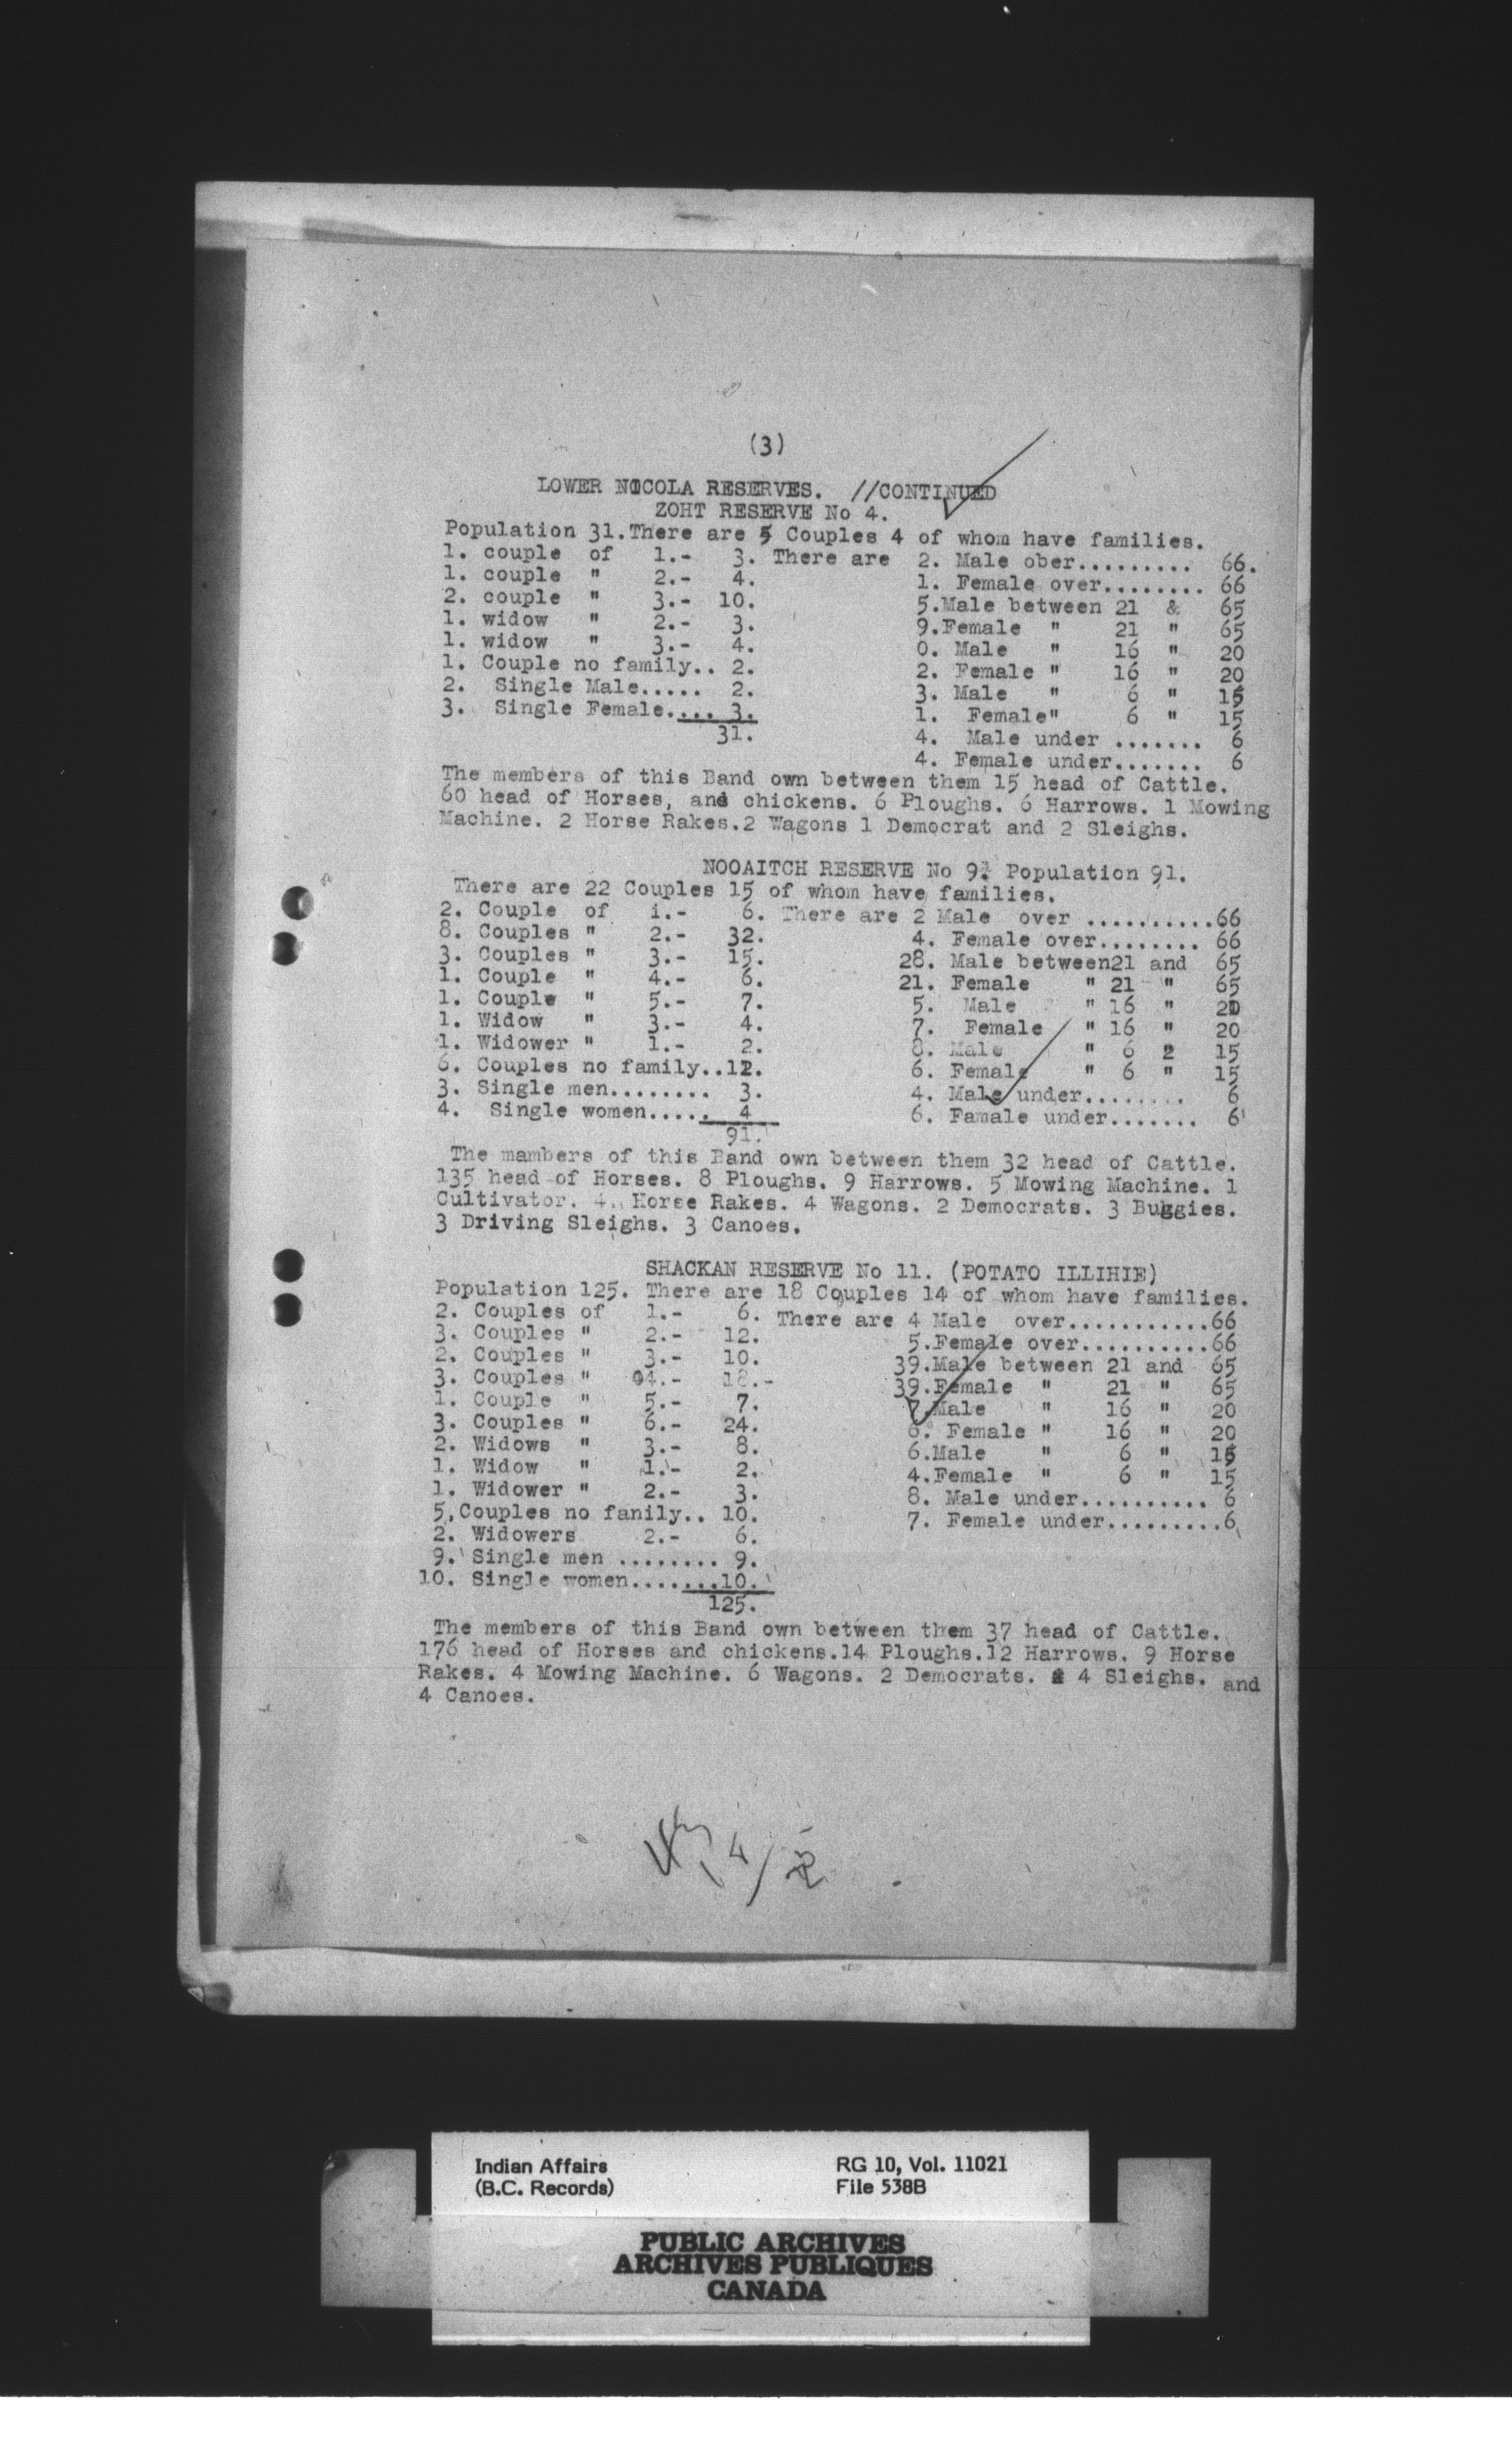 (3)
LOWER NICOLA RESERVES. //CONTINUED
ZOHT RESERVE No 4.
Population 31.There are 5 Couples 4 of whom have families.
1. couple of 1.- 3. There are 2. Male ober......... 66.
1. couple " 2.- 4. 1. Female over........ 66
2. couple " 3.- 10. 5.Male between 21 & 65
1. widow " 2.- 3. 9.Female " 21 " 65
1. widow " 3.- 4. 0. Male " 16 " 20
1. Couple no family.. 2. 2. Female " 16 " 20
2. Single Male..... 2. 3. Male " 6 " 15
3. Single Female.... 3. 1. Female" 6 " 15
31. 4. Male under ....... 6
4. Female under....... 6
The members of this Band own between them 15 head of Cattle.
60 head of Horses, and chickens. 6 Ploughs. 6 Harrows. 1 Mowing
Machine. 2 Horse Rakes.2 Wagons 1 Democrat and 2 Sleighs.
NOOAITCH RESERVE No 9. Population 91.
There are 22 Couples 15 of whom have families.
2. Couple of 1.- 6. There are 2 Male over ..........66
8. Couples " 2.- 32. 4. Female over........ 66
3. Couples " 3.- 15. 28. Male between21 and 65
1. Couple " 4.- 6. 21. Female " 21 " 65
1. Couple " 5.- 7. 5. Male " 16 " 20
1. Widow " 3.- 4. 7. Female " 16 " 20
1. Widower " 1.- 2. 8. Male " 6 2 15
6. Couples no family..12. 6. Female " 6 " 15
3. Single men........ 3. 4. Male under........ 6
4. Single women..... 4 6. Famale under....... 6
91.
The mambers of this Band own between them 32 head of Cattle.
135 head of Horses. 8 Ploughs. 9 Harrows. 5 Mowing Machine. 1
Cultivator. 4. Horse Rakes. 4 Wagons. 2 Democrats. 3 Buggies.
3 Driving Sleighs. 3 Canoes.
SHACKAN RESERVE No 11. (POTATO ILLIHIE)
Population 125. There are 18 Couples 14 of whom have families.
2. Couples of 1.- 6. There are 4 Male over...........66
3. Couples " 2.- 12. 5.Female over..........66
2. Couples " 3.- 10. 39.Male between 21 and 65
3. Couples " 04.- 18.- 39.Female " 21 " 65
1. Couple " 5.- 7. 7.Male " 16 " 20
3. Couples " 6.- 24. 6. Female " 16 " 20
2. Widows " 3.- 8. 6.Male " 6 " 15
1. Widow " 1.- 2. 4.Female " 6 " 15
1. Widower " 2.- 3. 8. Male under.......... 6
5,Couples no fanily.. 10. 7. Female under.........6
2. Widowers 2.- 6.
9. Single men ........ 9.
10. Single women.......10.
125.
The members of this Band own between them 37 head of Cattle.
176 head of Horses and chickens.14 Ploughs.12 Harrows. 9 Horse
Rakes. 4 Mowing Machine. 6 Wagons. 2 Democrats. 4 Sleighs. and
4 Canoes.
Indian Affairs RG 10, Vol. 11021
(B.C. Records) File 538B
PUBLIC ARCHIVES
ARCHIVES PUBLIQUES
CANADA